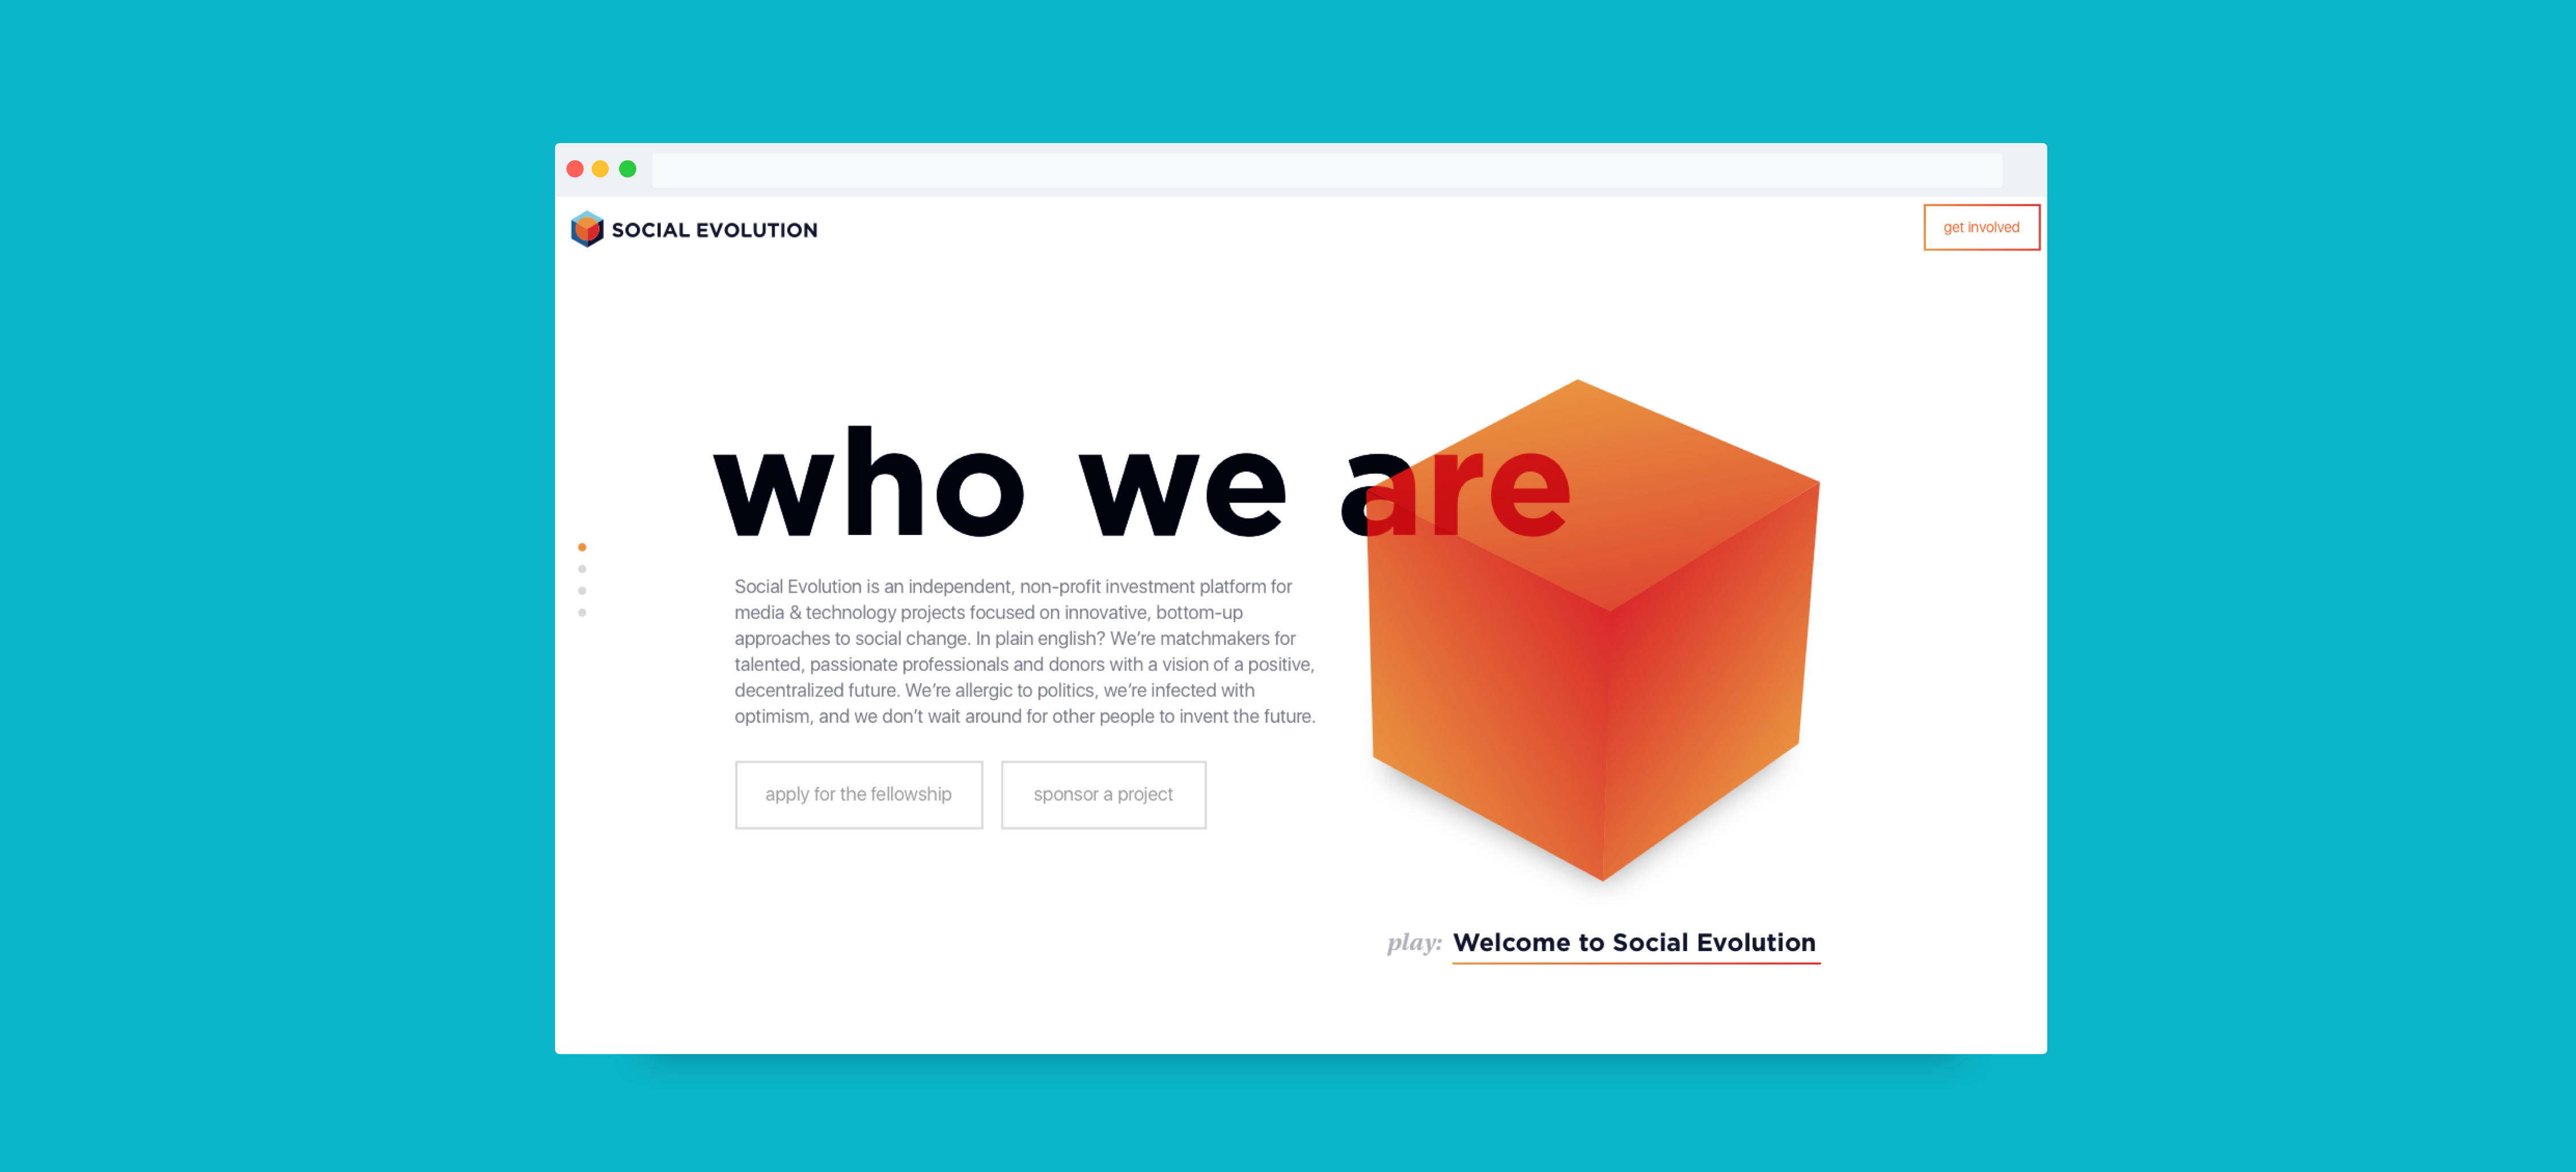 SOCIAL EVOLUTION
get involved
who we are
Social Evolution is an independent, non-profit investment platform for
media & technology projects focused on innovative, bottom-up
approaches to social change. In plain english? We’re matchmakers for
talented, passionate professionals and donors with a vision of a positive,
decentralized future. We’re allergic to politics, we’re infected with
optimism, and we don’t wait around for other people to invent the future.
apply for the fellowship
sponsor a project
play: Welcome to Social Evolution